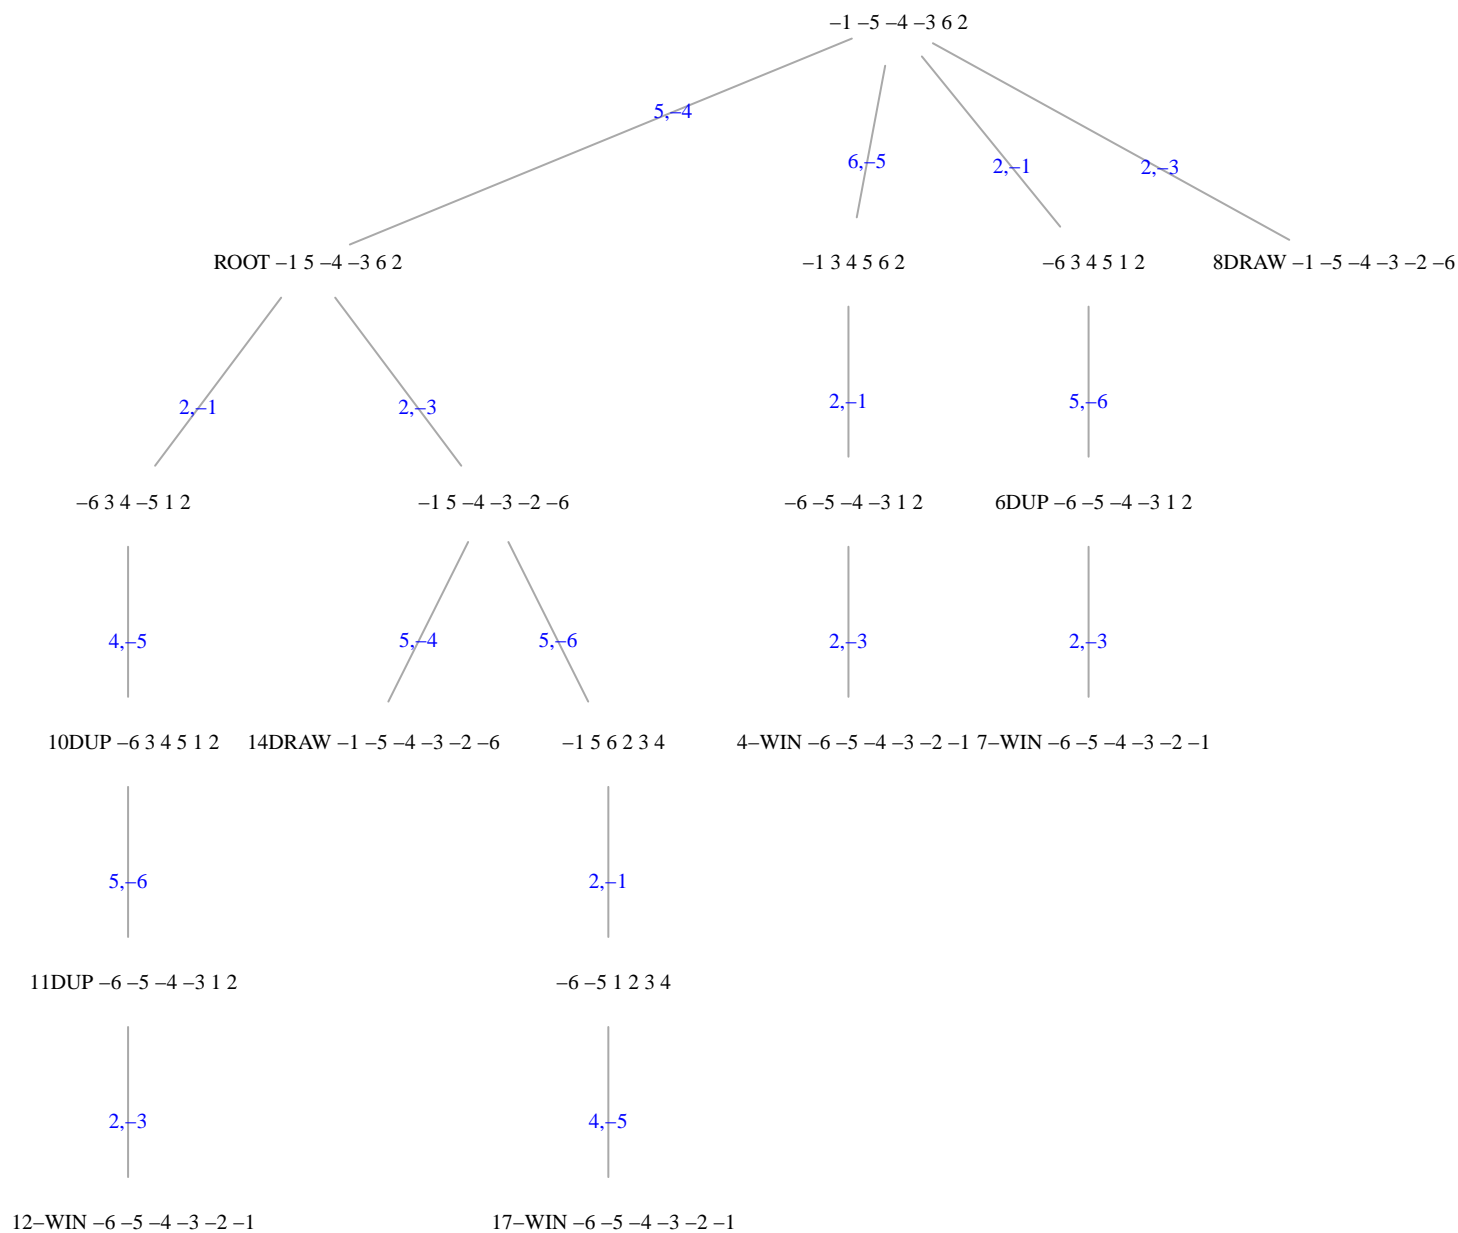 −1 −5 −4 −3 6 2
5,−4
6,−5
2,−1
2,−3
ROOT −1 5 −4 −3 6 2
−1 3 4 5 6 2
−6 3 4 5 1 2
8DRAW −1 −5 −4 −3 −2 −6
2,−1
2,−3
2,−1
5,−6
−6 3 4 −5 1 2
−1 5 −4 −3 −2 −6
−6 −5 −4 −3 1 2
6DUP −6 −5 −4 −3 1 2
4,−5
5,−4
5,−6
2,−3
2,−3
10DUP −6 3 4 5 1 2
14DRAW −1 −5 −4 −3 −2 −6
−1 5 6 2 3 4
4−WIN −6 −5 −4 −3 −2 −1
7−WIN −6 −5 −4 −3 −2 −1
5,−6
2,−1
11DUP −6 −5 −4 −3 1 2
−6 −5 1 2 3 4
2,−3
4,−5
12−WIN −6 −5 −4 −3 −2 −1
17−WIN −6 −5 −4 −3 −2 −1